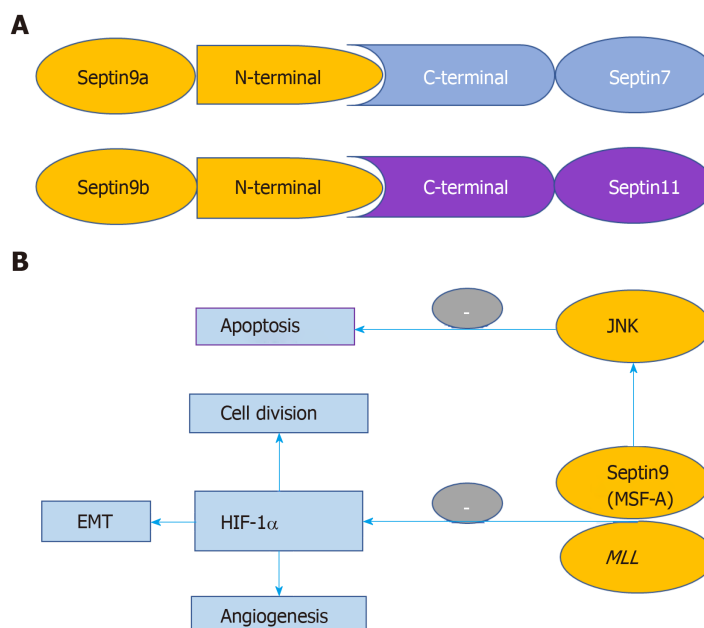 A
Septin9a N-terminal C-terminal Septin7
Septin9b N-terminal C-terminal Septin11
B
Apoptosis - JNK
Cell division
Septin9
(MSF-A)
EMT HIF-1α -
MLL
Angiogenesis